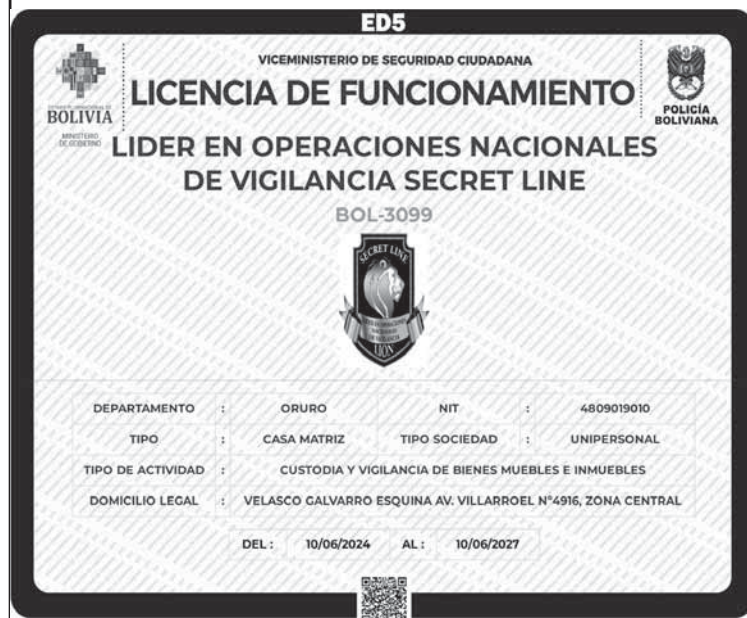 ED5
VICEMINISTERIO DE SEGURIDAD CIUDADANA
LICENCIA DE FUNCIONAMIENTO
BOLIVIA
MINISTERIO
DE GOBIERNO
POLICÍA
BOLIVIANA
LIDER EN OPERACIONES NACIONALES
DE VIGILANCIA SECRET LINE
BOL-3099
SECRET LINE
LION
DEPARTAMENTO : ORURO NIT : 4809019010
TIPO : CASA MATRIZ TIPO SOCIEDAD : UNIPERSONAL
TIPO DE ACTIVIDAD : CUSTODIA Y VIGILANCIA DE BIENES MUEBLES E INMUEBLES
DOMICILIO LEGAL : VELASCO GALVARRO ESQUINA AV. VILLARROEL N°4916, ZONA CENTRAL
DEL : 10/06/2024 AL : 10/06/2027